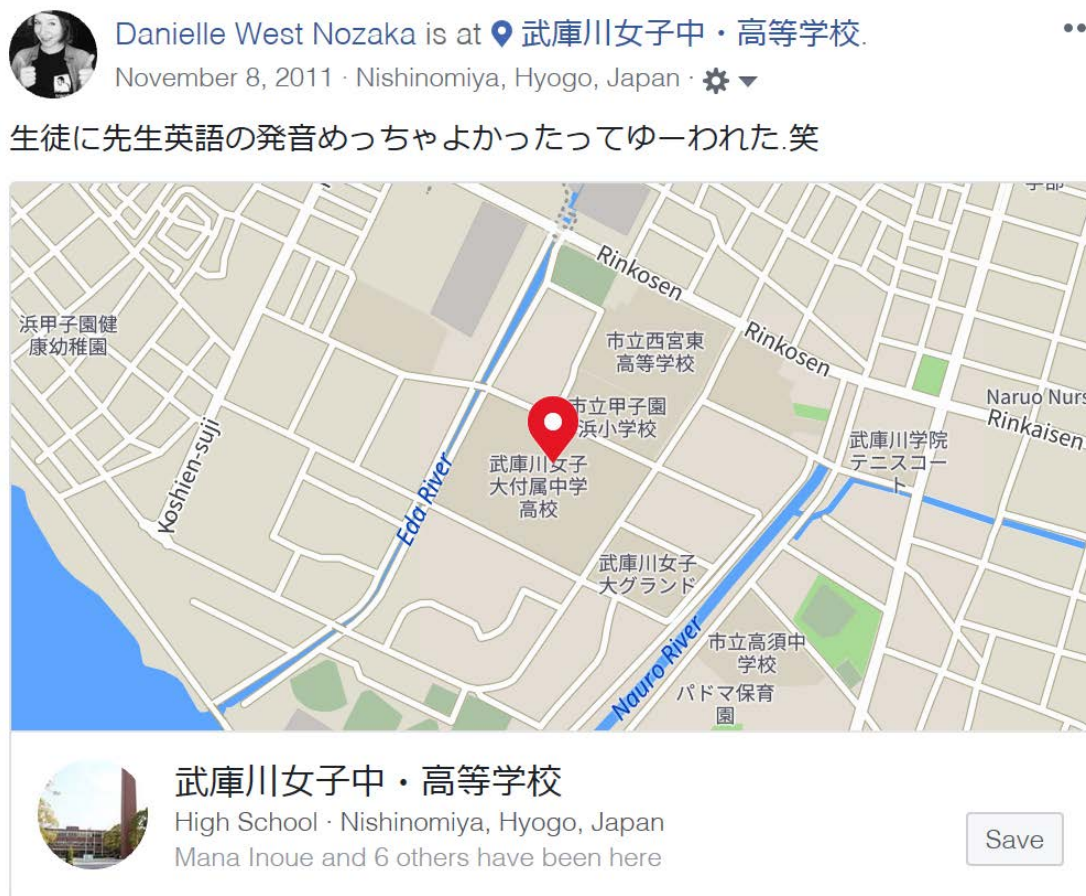 Danielle West Nozaka is at 武庫川女子中・高等学校.
November 8, 2011 · Nishinomiya, Hyogo, Japan ·
生徒に先生英語の発音めっちゃよかったってゆーわれた.笑
Rinkosen
浜甲子園健
康幼稚園
市立西宮東
高等学校
Rinkosen
Naruo Nurs
Rinkaisen
市立甲子園
浜小学校
Koshien-suji
武庫川学院
テニスコー
ト
武庫川女子
大付属中学
高校
Eda River
武庫川女子
大グランド
Nauro River
市立高須中
学校
パドマ保育
園
武庫川女子中・高等学校
High School · Nishinomiya, Hyogo, Japan
Mana Inoue and 6 others have been here
Save